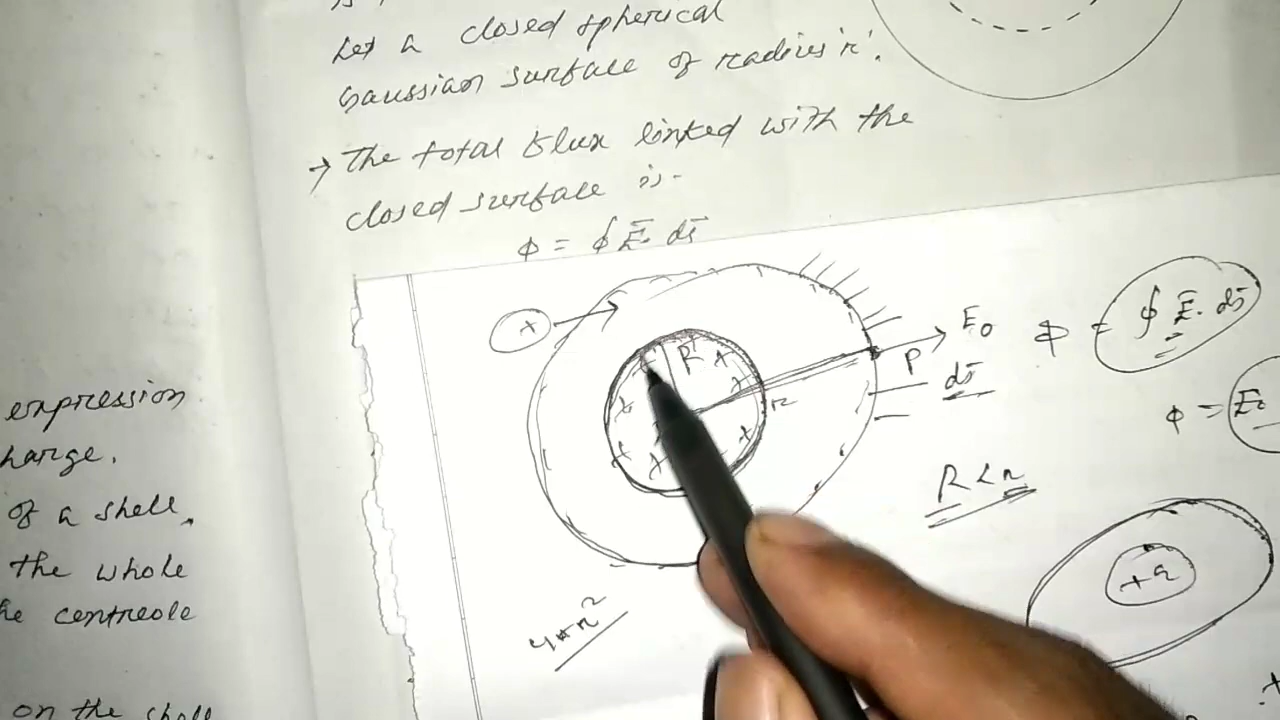 Let a closed spherical
Gaussian surface of radius 'r'.
→ The total flux linked with the
closed surface is-
φ = ∮ E̅. ds̅
+
R
E₀
P
ds̅
r
φ = ∮ E̅. ds̅
φ = E₀
R < r
+q
4πr²
expression
harge.
of a shell
the whole
he centreole
on the shell